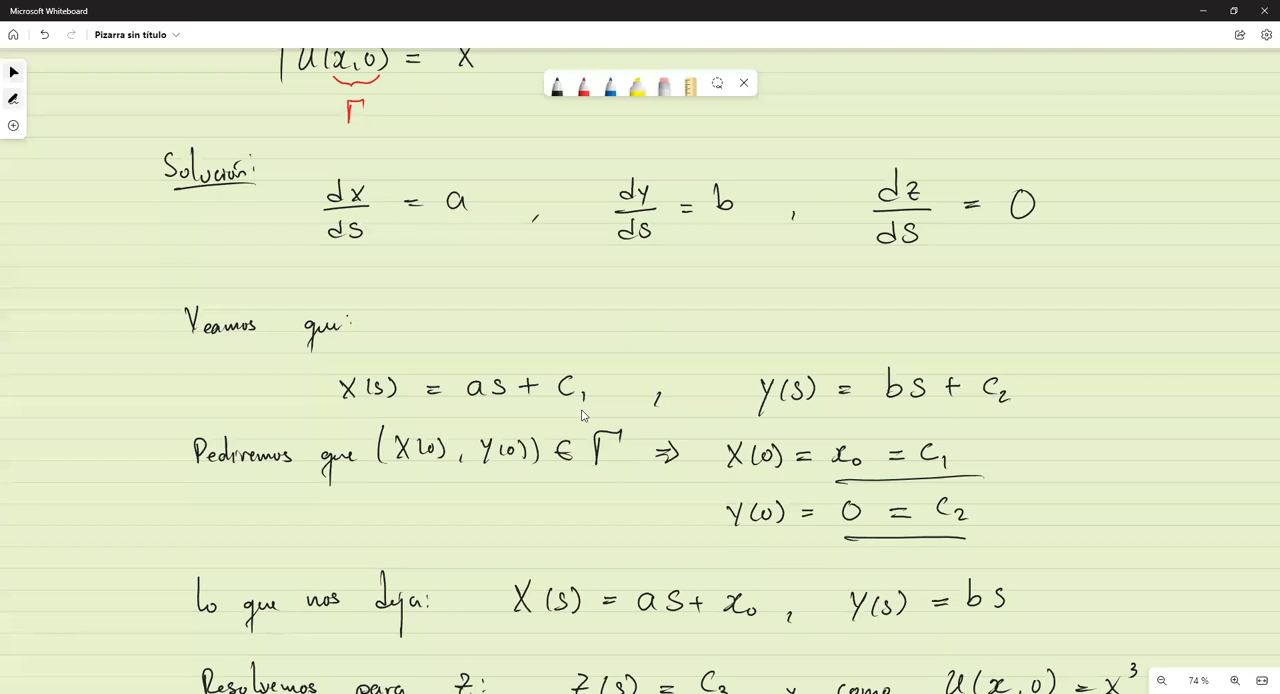 Microsoft Whiteboard
Pizarra sin título
U(x,0) = x
Γ
Solución:
dx/ds = a , dy/ds = b , dz/ds = 0
Veamos que:
X(s) = as + C₁ , Y(s) = bs + C₂
Pediremos que (X(0), Y(0)) ∈ Γ ⇒ X(0) = x₀ = C₁
Y(0) = 0 = C₂
lo que nos deja: X(s) = as + x₀ , Y(s) = bs
Resolvemos para Z: Z(s) = C₃ y como U(x,0) = x³
74 %